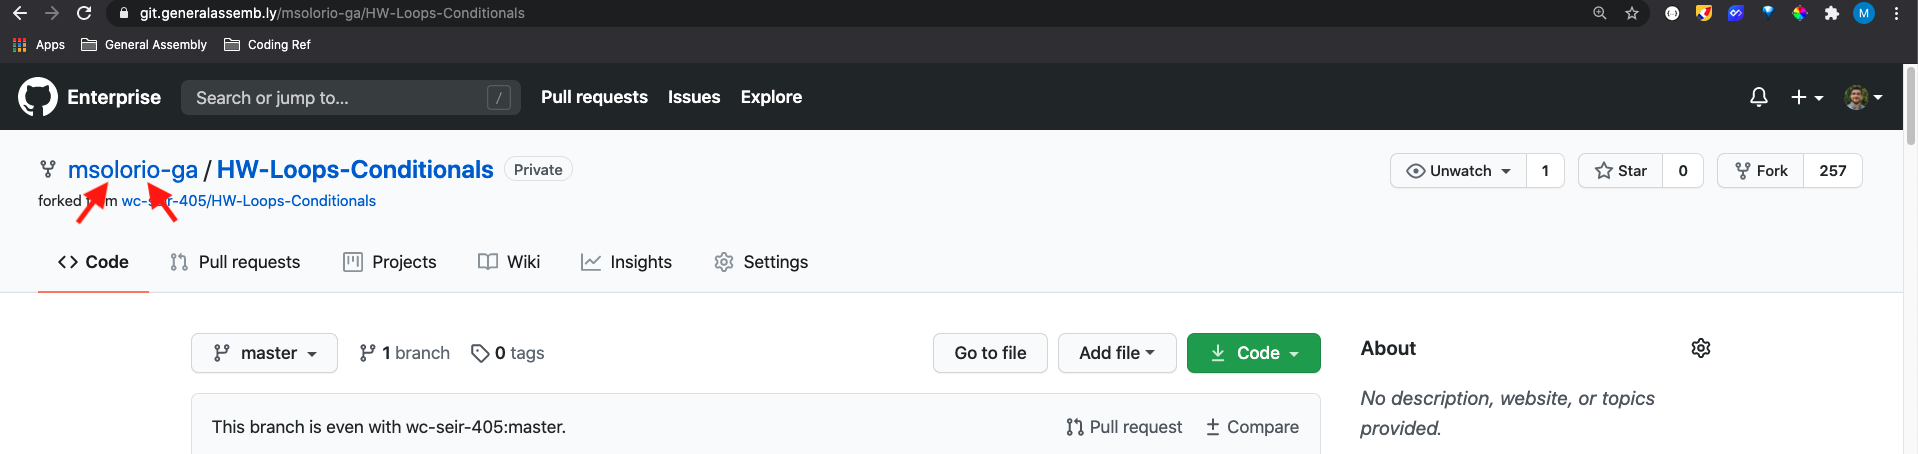 git.generalassemb.ly/msolorio-ga/HW-Loops-Conditionals
M
Apps General Assembly Coding Ref
Enterprise Search or jump to... / Pull requests Issues Explore
msolorio-ga / HW-Loops-Conditionals Private
Unwatch 1 Star 0 Fork 257
forked from wc-seir-405/HW-Loops-Conditionals
Code Pull requests Projects Wiki Insights Settings
master 1 branch 0 tags Go to file Add file Code
About
This branch is even with wc-seir-405:master. Pull request Compare
No description, website, or topics
provided.